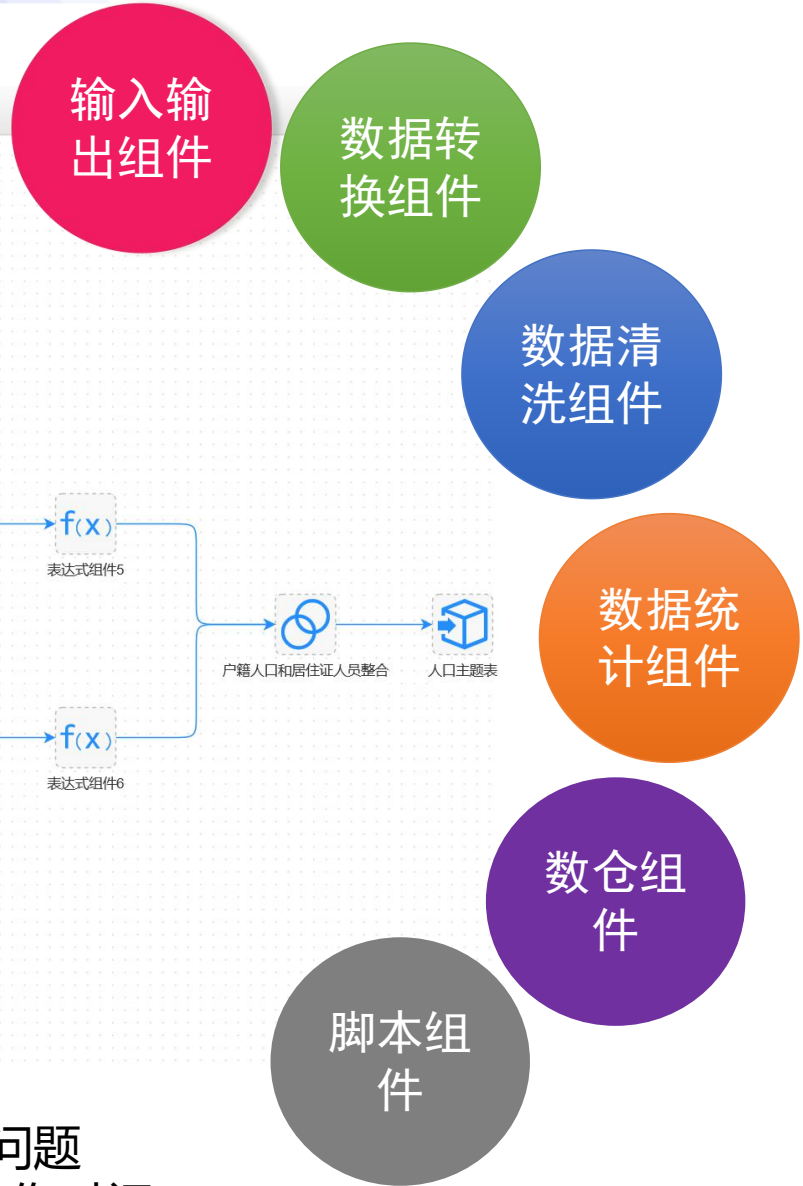 输入输
出组件
数据转
换组件
数据清
洗组件
f(x)
表达式组件5
数据统
计组件
户籍人口和居住证人员整合
人口主题表
f(x)
表达式组件6
数仓组
件
脚本组
件
问题